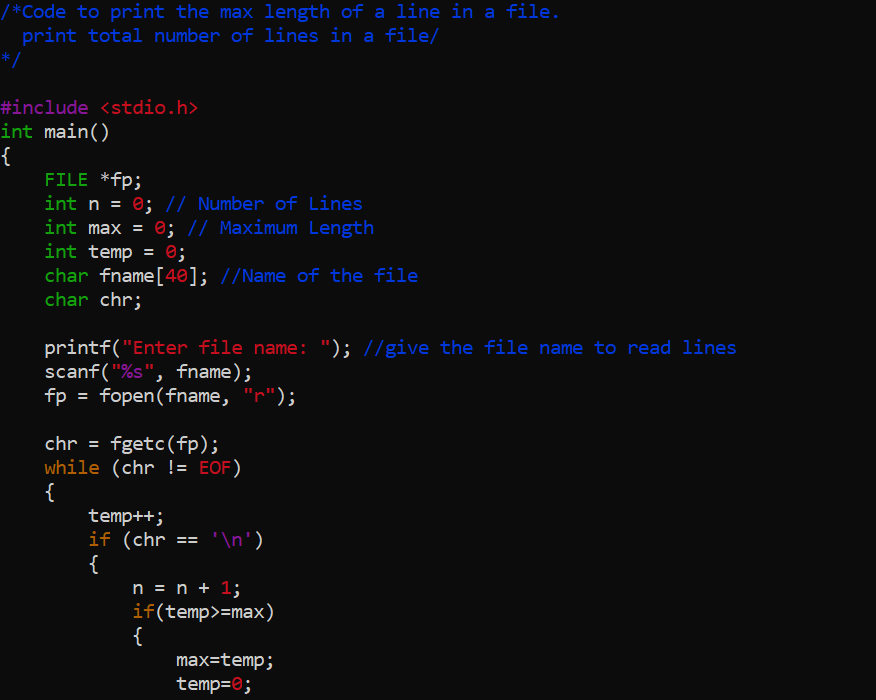 /*Code to print the max length of a line in a file.
  print total number of lines in a file/
*/

#include <stdio.h>
int main()
{
    FILE *fp;
    int n = 0; // Number of Lines
    int max = 0; // Maximum Length
    int temp = 0;
    char fname[40]; //Name of the file
    char chr;

    printf("Enter file name: "); //give the file name to read lines
    scanf("%s", fname);
    fp = fopen(fname, "r");

    chr = fgetc(fp);
    while (chr != EOF)
    {
        temp++;
        if (chr == '\n')
        {
            n = n + 1;
            if(temp>=max)
            {
                max=temp;
                temp=0;